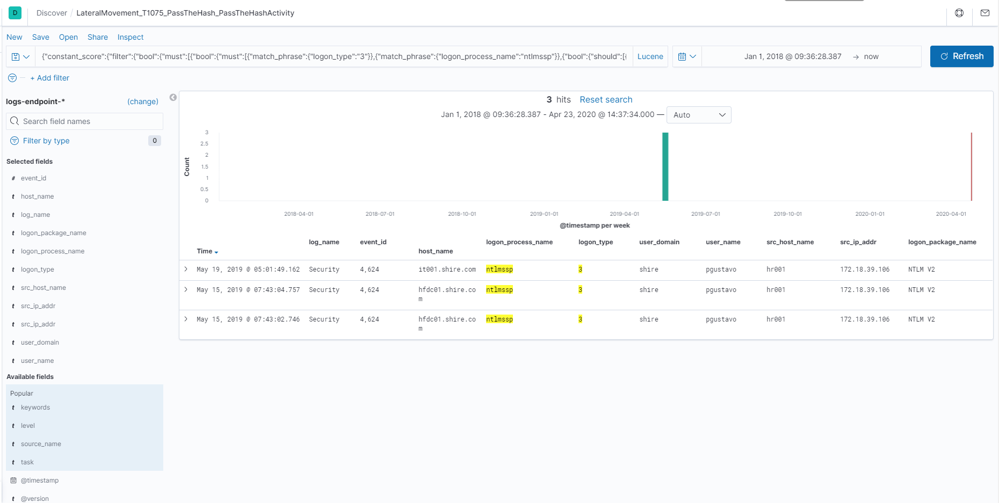 D Discover / LateralMovement_T1075_PassTheHash_PassTheHashActivity
New Save Open Share Inspect
{"constant_score":{"filter":{"bool":{"must":[{"bool":{"must":[{"match_phrase":{"logon_type":"3"}},{"match_phrase":{"logon_process_name":"ntlmssp"}},{"bool":{"should":[{ Lucene Jan 1, 2018 @ 09:36:28.387 → now Refresh
+ Add filter
logs-endpoint-* (change)
Search field names
Filter by type 0
Selected fields
# event_id
t host_name
t log_name
t logon_package_name
t logon_process_name
t logon_type
t src_host_name
t src_ip_addr
t src_ip_addr
t user_domain
t user_name
Available fields
Popular
t keywords
t level
t source_name
t task
@timestamp
t @version
3 hits Reset search
Jan 1, 2018 @ 09:36:28.387 - Apr 23, 2020 @ 14:37:34.000 — Auto
Count
3
2.5
2
1.5
1
0.5
0
2018-04-01 2018-07-01 2018-10-01 2019-01-01 2019-04-01 2019-07-01 2019-10-01 2020-01-01 2020-04-01
@timestamp per week
Time log_name event_id host_name logon_process_name logon_type user_domain user_name src_host_name src_ip_addr logon_package_name
May 19, 2019 @ 05:01:49.162 Security 4,624 it001.shire.com ntlmssp 3 shire pgustavo hr001 172.18.39.106 NTLM V2
May 15, 2019 @ 07:43:04.757 Security 4,624 hfdc01.shire.co ntlmssp 3 shire pgustavo hr001 172.18.39.106 NTLM V2
m
May 15, 2019 @ 07:43:02.746 Security 4,624 hfdc01.shire.co ntlmssp 3 shire pgustavo hr001 172.18.39.106 NTLM V2
m